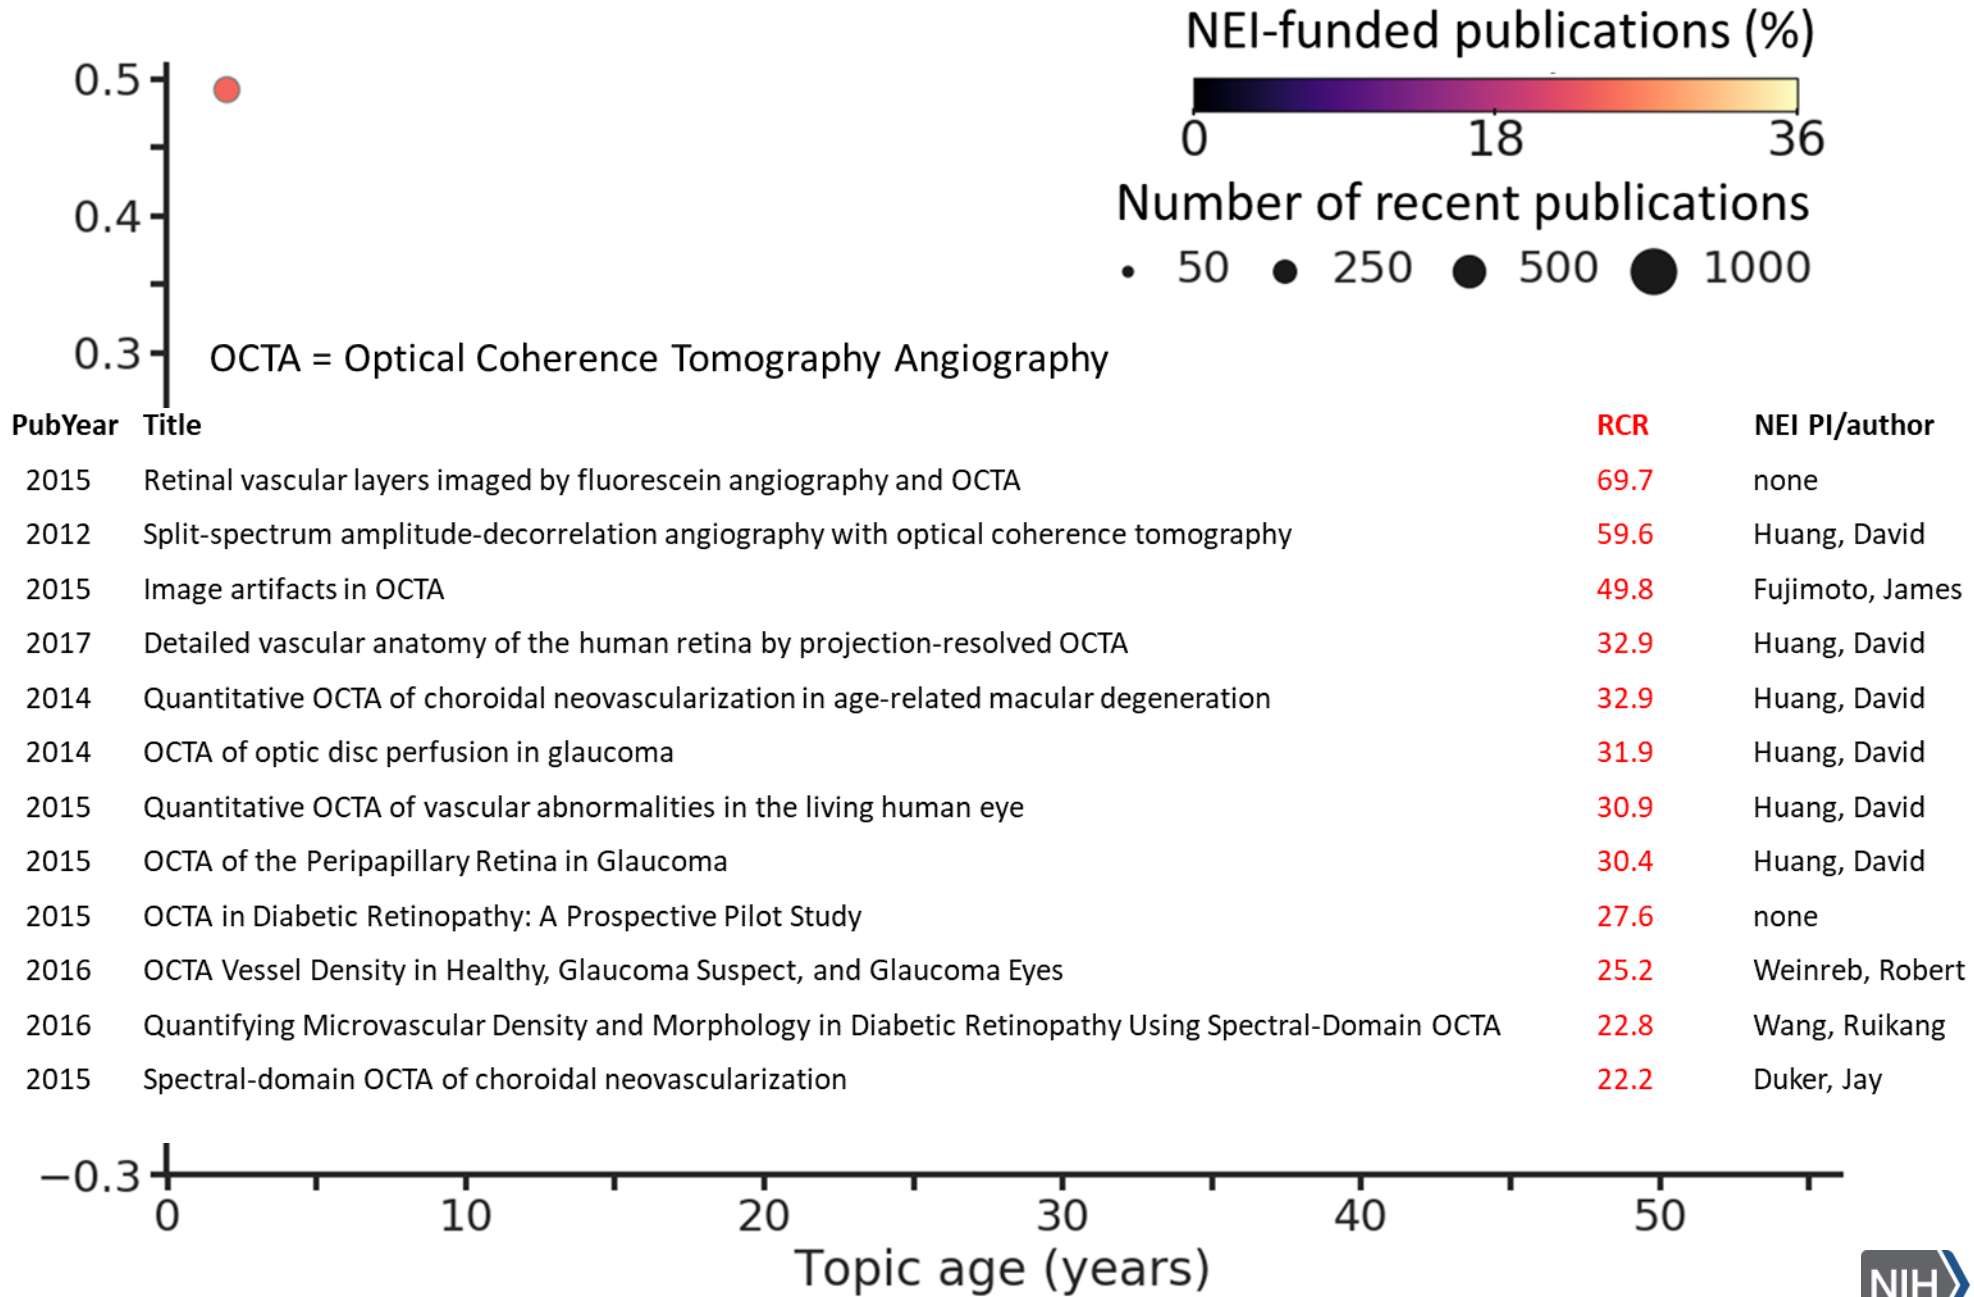 NEI-funded publications (%)
0 18 36
Number of recent publications
50 250 500 1000
0.5
0.4
0.3
OCTA = Optical Coherence Tomography Angiography
PubYear Title RCR NEI PI/author
2015 Retinal vascular layers imaged by fluorescein angiography and OCTA 69.7 none
2012 Split-spectrum amplitude-decorrelation angiography with optical coherence tomography 59.6 Huang, David
2015 Image artifacts in OCTA 49.8 Fujimoto, James
2017 Detailed vascular anatomy of the human retina by projection-resolved OCTA 32.9 Huang, David
2014 Quantitative OCTA of choroidal neovascularization in age-related macular degeneration 32.9 Huang, David
2014 OCTA of optic disc perfusion in glaucoma 31.9 Huang, David
2015 Quantitative OCTA of vascular abnormalities in the living human eye 30.9 Huang, David
2015 OCTA of the Peripapillary Retina in Glaucoma 30.4 Huang, David
2015 OCTA in Diabetic Retinopathy: A Prospective Pilot Study 27.6 none
2016 OCTA Vessel Density in Healthy, Glaucoma Suspect, and Glaucoma Eyes 25.2 Weinreb, Robert
2016 Quantifying Microvascular Density and Morphology in Diabetic Retinopathy Using Spectral-Domain OCTA 22.8 Wang, Ruikang
2015 Spectral-domain OCTA of choroidal neovascularization 22.2 Duker, Jay
−0.3
0 10 20 30 40 50
Topic age (years)
NIH